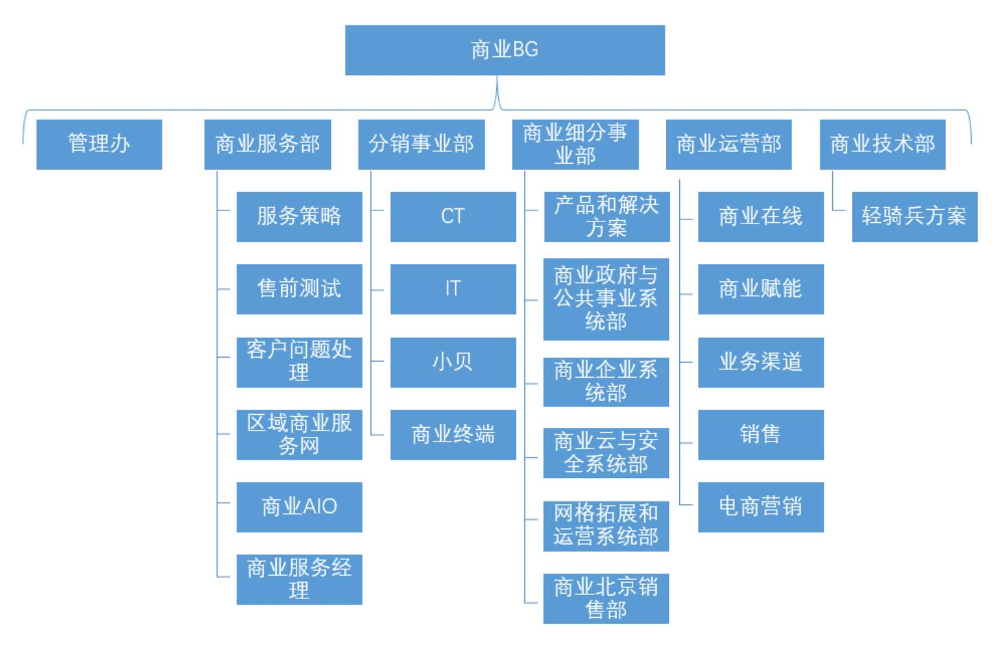 商业BG
管理办
商业服务部
分销事业部
商业细分事
业部
商业运营部
商业技术部
服务策略
售前测试
客户问题处
理
区域商业服
务网
商业AIO
商业服务经
理
CT
IT
小贝
商业终端
产品和解决
方案
商业政府与
公共事业系
统部
商业企业系
统部
商业云与安
全系统部
网格拓展和
运营系统部
商业北京销
售部
商业在线
商业赋能
业务渠道
销售
电商营销
轻骑兵方案